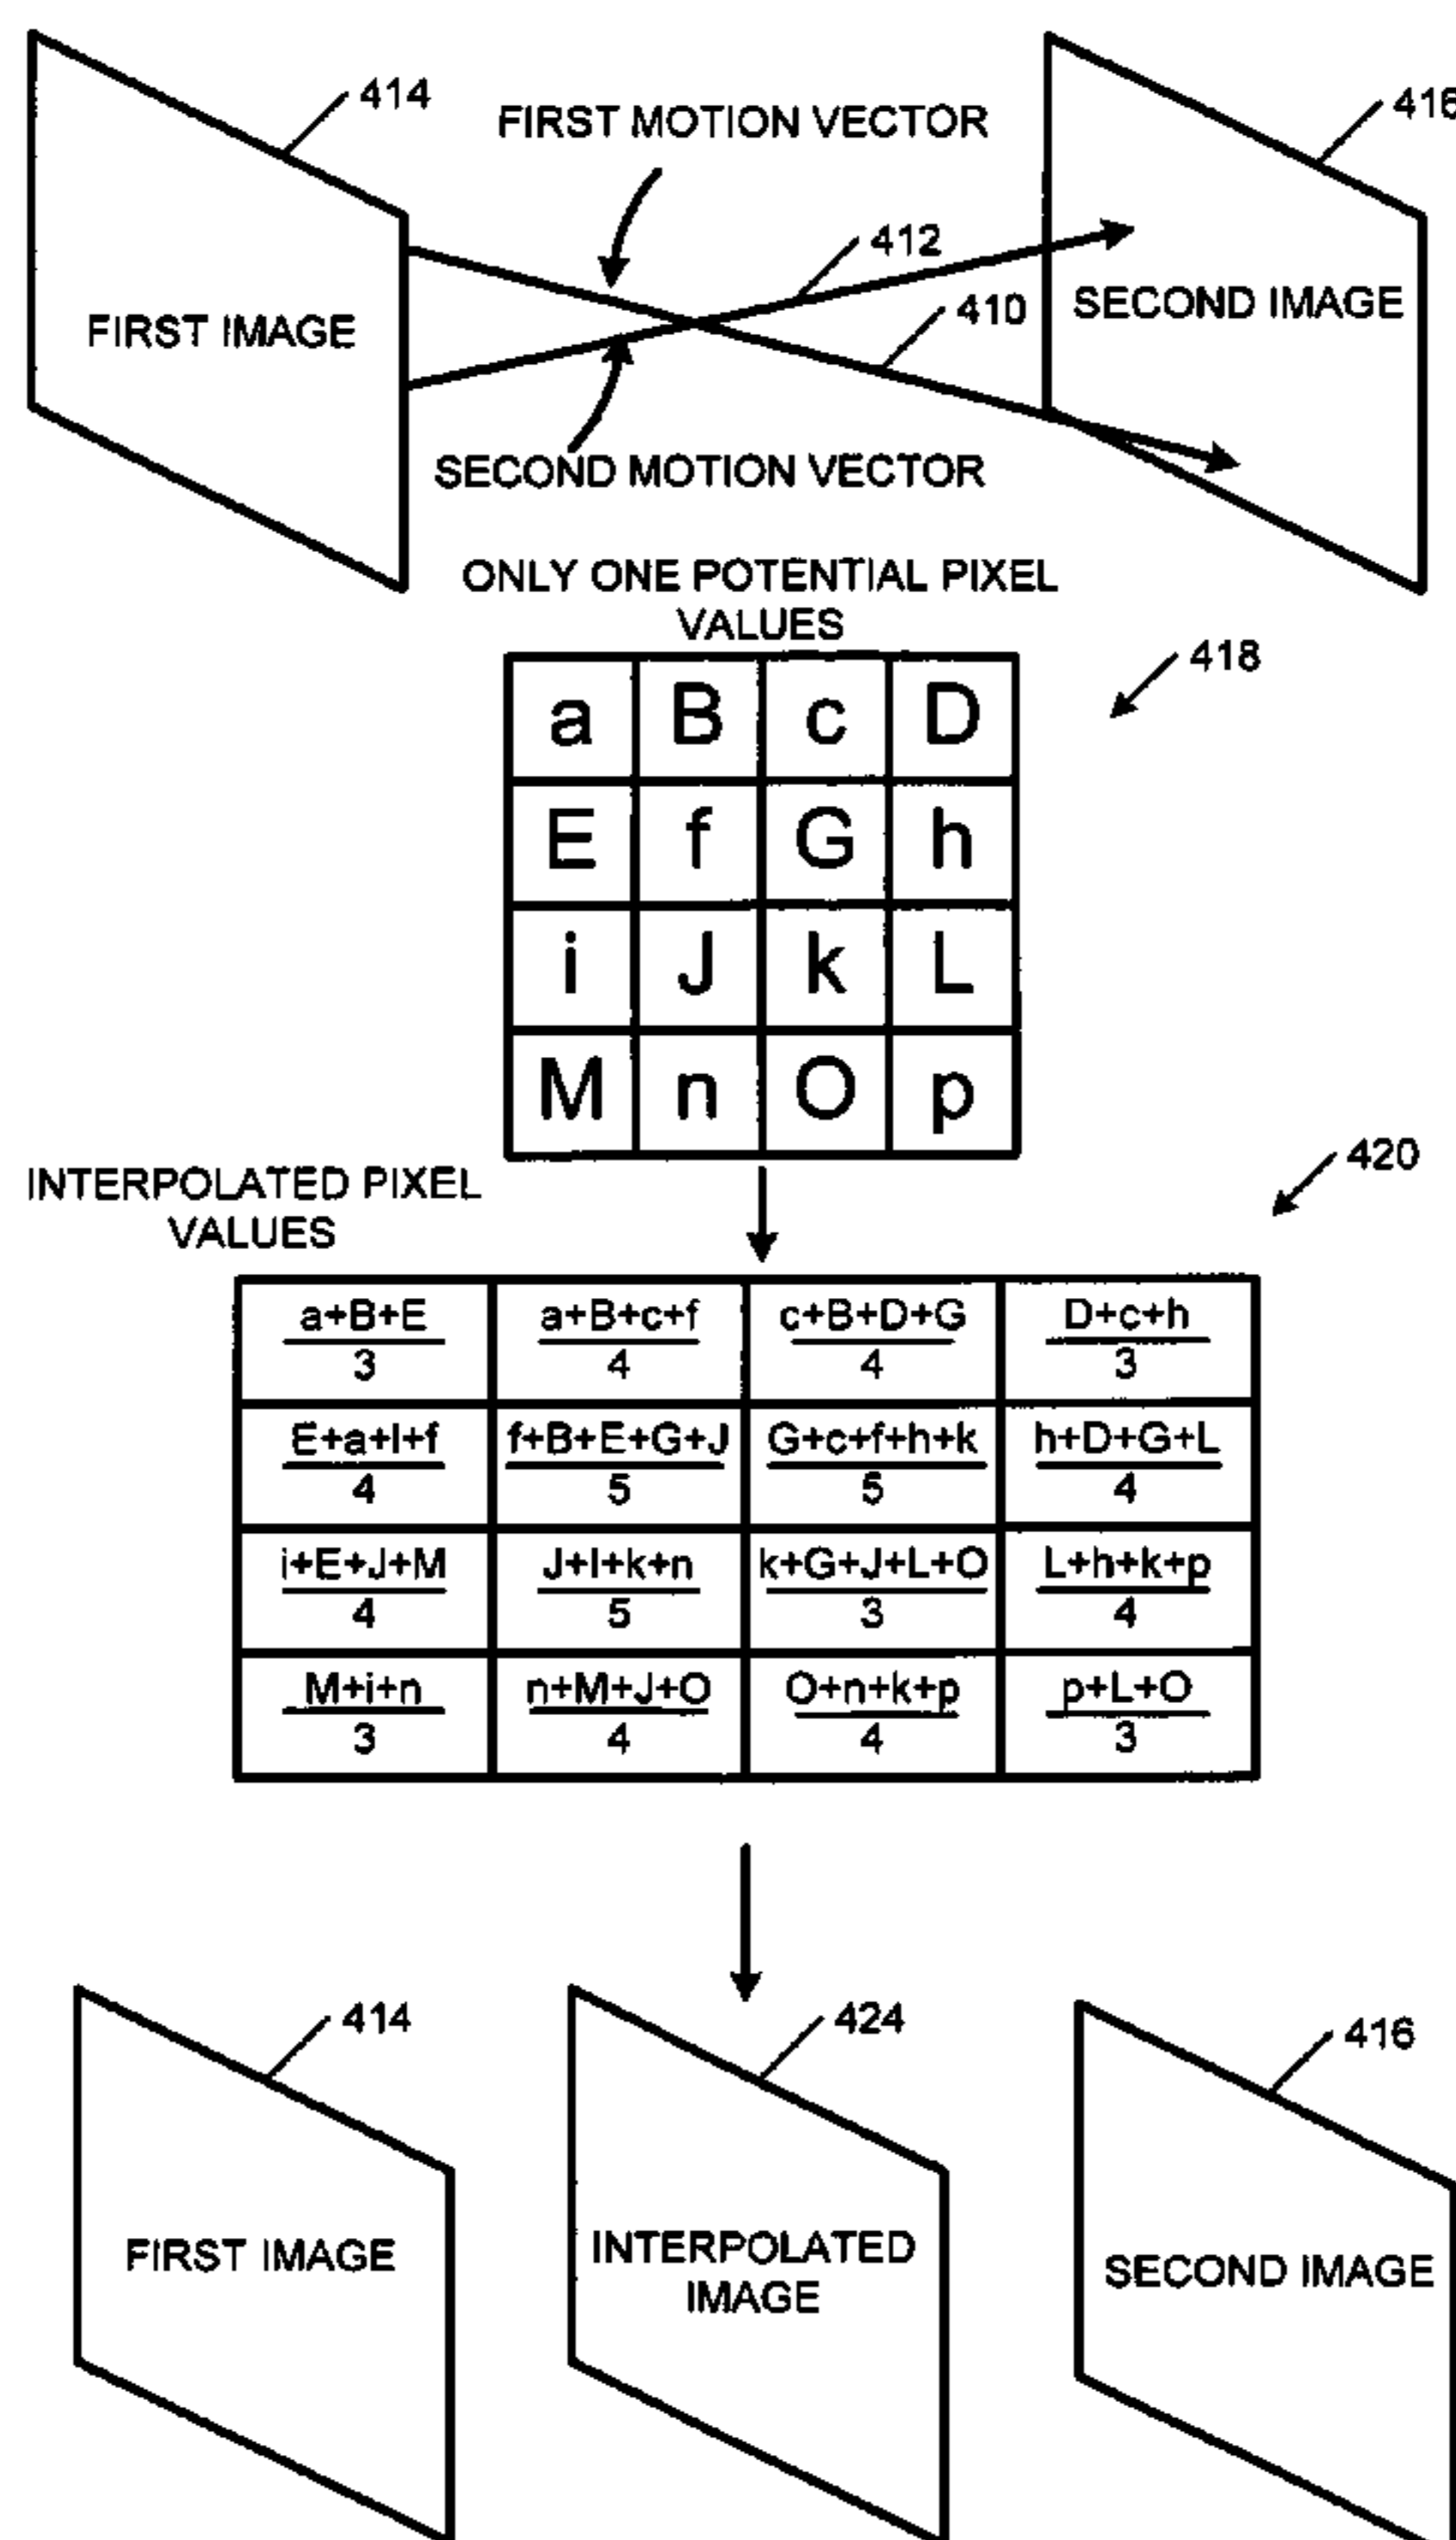 414
FIRST MOTION VECTOR
416
412
410
FIRST IMAGE
SECOND IMAGE
SECOND MOTION VECTOR
ONLY ONE POTENTIAL PIXEL
VALUES
418
a B c D
E f G h
i J k L
M n O p
420
INTERPOLATED PIXEL
VALUES
a+B+E a+B+c+f c+B+D+G D+c+h
3 4 4 3
E+a+I+f f+B+E+G+J G+c+f+h+k h+D+G+L
4 5 5 4
i+E+J+M J+I+k+n k+G+J+L+O L+h+k+p
4 5 3 4
M+i+n n+M+J+O O+n+k+p p+L+O
3 4 4 3
414
424
416
FIRST IMAGE
INTERPOLATED
IMAGE
SECOND IMAGE